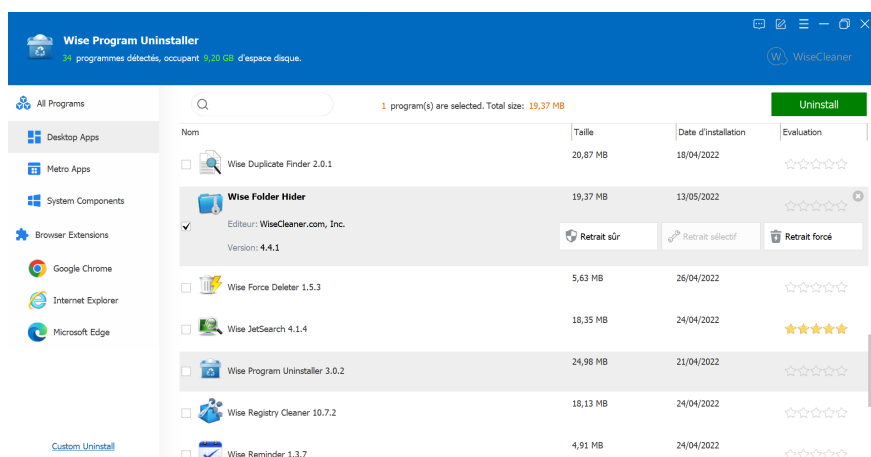 Wise Program Uninstaller
34 programmes détectés, occupant 9,20 GB d'espace disque.
WiseCleaner
All Programs
1 program(s) are selected. Total size: 19,37 MB
Uninstall
Desktop Apps
Nom
Taille
Date d'installation
Evaluation
Metro Apps
Wise Duplicate Finder 2.0.1
20,87 MB
18/04/2022
System Components
Wise Folder Hider
19,37 MB
13/05/2022
Editeur: WiseCleaner.com, Inc.
Version: 4.4.1
Retrait sûr
Retrait sélectif
Retrait forcé
Browser Extensions
Google Chrome
Wise Force Deleter 1.5.3
5,63 MB
26/04/2022
Internet Explorer
Microsoft Edge
Wise JetSearch 4.1.4
18,35 MB
24/04/2022
Wise Program Uninstaller 3.0.2
24,98 MB
21/04/2022
Wise Registry Cleaner 10.7.2
18,13 MB
24/04/2022
Custom Uninstall
Wise Reminder 1.3.7
4,91 MB
24/04/2022